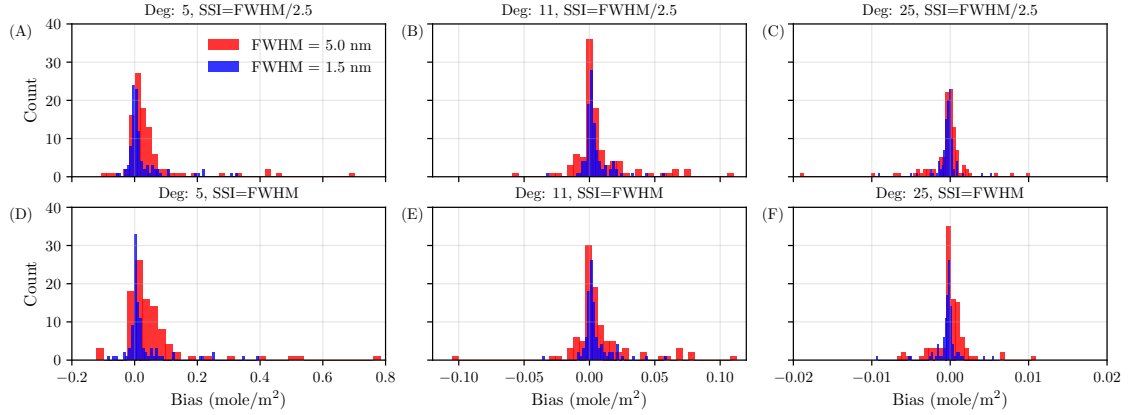 Deg: 5, SSI=FWHM/2.5
Deg: 11, SSI=FWHM/2.5
Deg: 25, SSI=FWHM/2.5
(A)
(B)
(C)
FWHM = 5.0 nm
FWHM = 1.5 nm
Count
40
30
20
10
0
Deg: 5, SSI=FWHM
Deg: 11, SSI=FWHM
Deg: 25, SSI=FWHM
(D)
(E)
(F)
Count
40
30
20
10
0
−0.2 0.0 0.2 0.4 0.6 0.8
−0.10 −0.05 0.00 0.05 0.10
−0.02 −0.01 0.00 0.01 0.02
Bias (mole/m²)
Bias (mole/m²)
Bias (mole/m²)